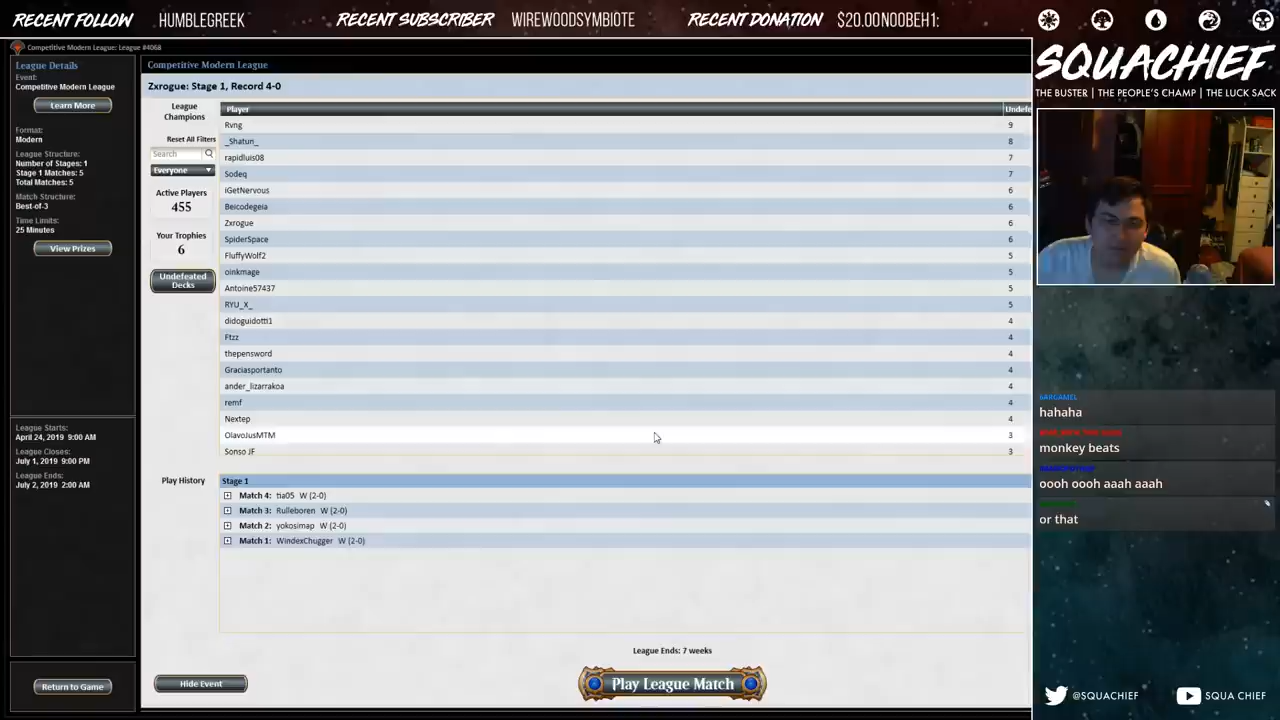 RECENT FOLLOW HUMBLEGREEK RECENT SUBSCRIBER WIREWOODSYMBIOTE RECENT DONATION $20.00NOOBEH1:
SQUACHIEF
THE BUSTER | THE PEOPLE'S CHAMP | THE LUCK SACK
Competitive Modern League: League #4068
League Details
Event:
Competitive Modern League
Learn More
Format:
Modern
League Structure:
Number of Stages: 1
Stage 1 Matches: 5
Total Matches: 5
Match Structure:
Best-of-3
Time Limits:
25 Minutes
View Prizes
League Starts:
April 24, 2019 9:00 AM
League Closes:
July 1, 2019 9:00 PM
League Ends:
July 2, 2019 2:00 AM
Return to Game
Competitive Modern League
Zxrogue: Stage 1, Record 4-0
League
Champions
Reset All Filters
Search
Everyone
Active Players
455
Your Trophies
6
Undefeated
Decks
Player Undefe
Rvng 9
_Shatun_ 8
rapidluis08 7
Sodeq 7
iGetNervous 6
Beicodegeia 6
Zxrogue 6
SpiderSpace 6
FluffyWolf2 5
oinkmage 5
Antoine57437 5
RYU_X_ 5
didoguidotti1 4
Ftzz 4
thepensword 4
Graciasportanto 4
ander_lizarrakoa 4
remf 4
Nextep 4
OlavoJusMTM 3
Sonso JF 3
Play History
Stage 1
Match 4: tia05 W (2-0)
Match 3: Rulleboren W (2-0)
Match 2: yokosimap W (2-0)
Match 1: WindexChugger W (2-0)
League Ends: 7 weeks
Hide Event
Play League Match
hahaha
monkey beats
oooh oooh aaah aaah
or that
@SQUACHIEF
SQUA CHIEF